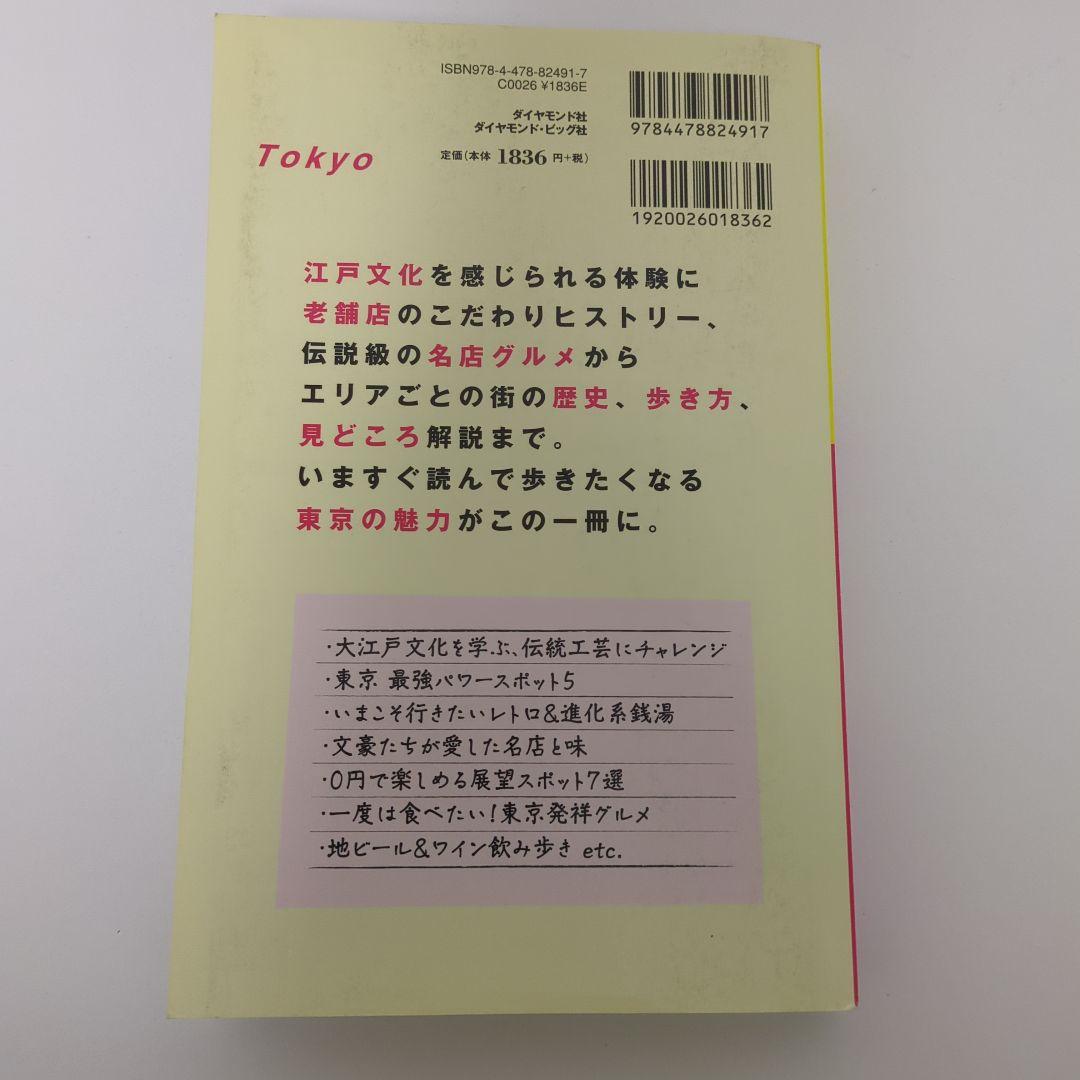 ISBN978-4-478-82491-7
C0026 ¥1836E
ダイヤモンド社
ダイヤモンド・ビッグ社
定価(本体 1836 円+税)
9784478824917
1920026018362
Tokyo
江戸文化を感じられる体験に
老舗店のこだわりヒストリー、
伝説級の名店グルメから
エリアごとの街の歴史、歩き方、
見どころ解説まで。
いますぐ読んで歩きたくなる
東京の魅力がこの一冊に。
・大江戸文化を学ぶ、伝統工芸にチャレンジ
・東京 最強パワースポット5
・いまこそ行きたいレトロ&進化系銭湯
・文豪たちが愛した名店と味
・0円で楽しめる展望スポット7選
・一度は食べたい!東京発祥グルメ
・地ビール&ワイン飲み歩き etc.